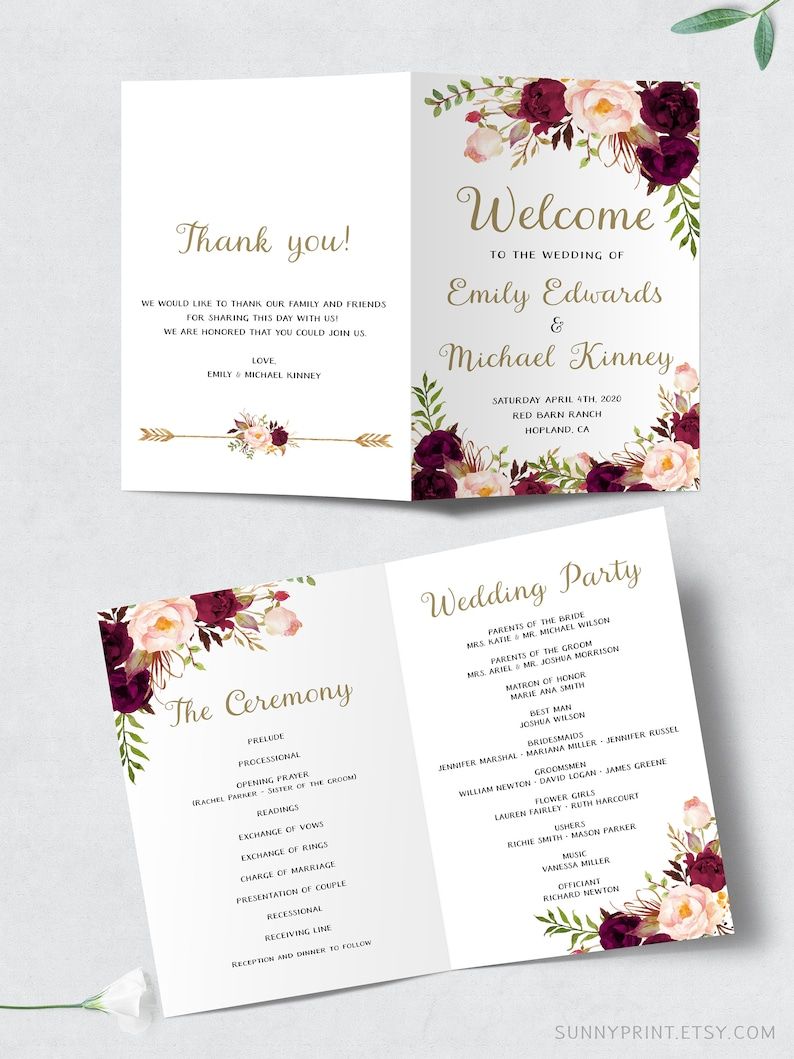 Thank you!
WE WOULD LIKE TO THANK OUR FAMILY AND FRIENDS
FOR SHARING THIS DAY WITH US!
WE ARE HONORED THAT YOU COULD JOIN US.
LOVE,
EMILY & MICHAEL KINNEY
Welcome
TO THE WEDDING OF
Emily Edwards
&
Michael Kinney
SATURDAY APRIL 4TH, 2020
RED BARN RANCH
HOPLAND, CA
The Ceremony
PRELUDE
PROCESSIONAL
OPENING PRAYER
(RACHEL PARKER - SISTER OF THE GROOM)
READINGS
EXCHANGE OF VOWS
EXCHANGE OF RINGS
CHARGE OF MARRIAGE
PRESENTATION OF COUPLE
RECESSIONAL
RECEIVING LINE
RECEPTION AND DINNER TO FOLLOW
Wedding Party
PARENTS OF THE BRIDE
MRS. KATIE & MR. MICHAEL WILSON
PARENTS OF THE GROOM
MRS. ARIEL & MR. JOSHUA MORRISON
MATRON OF HONOR
MARIE ANA SMITH
BEST MAN
JOSHUA WILSON
BRIDESMAIDS
JENNIFER MARSHAL • MARIANA MILLER • JENNIFER RUSSEL
GROOMSMEN
WILLIAM NEWTON • DAVID LOGAN • JAMES GREENE
FLOWER GIRLS
LAUREN FAIRLEY • RUTH HARCOURT
USHERS
RICHIE SMITH • MASON PARKER
MUSIC
VANESSA MILLER
OFFICIANT
RICHARD NEWTON
SUNNYPRINT.ETSY.COM